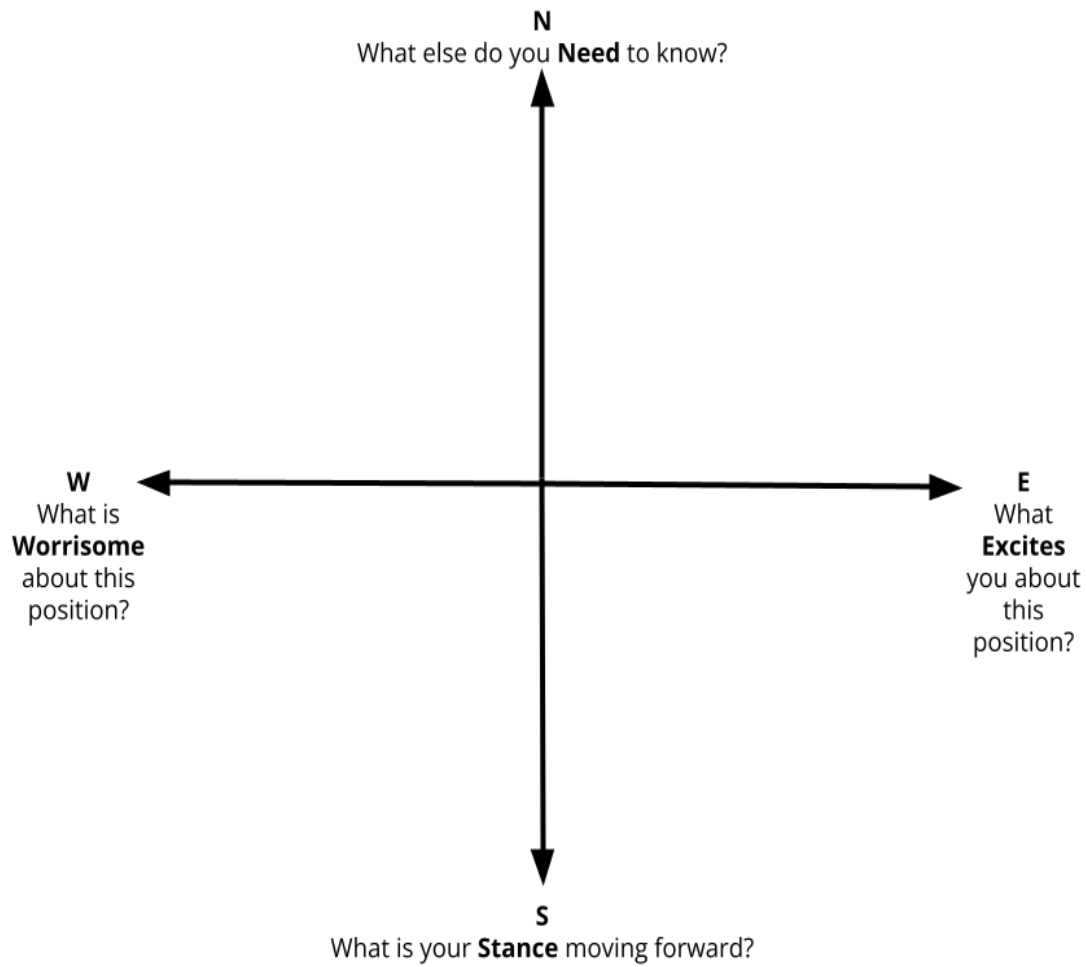 N
What else do you Need to know?
W
What is
Worrisome
about this
position?
E
What
Excites
you about
this
position?
S
What is your Stance moving forward?